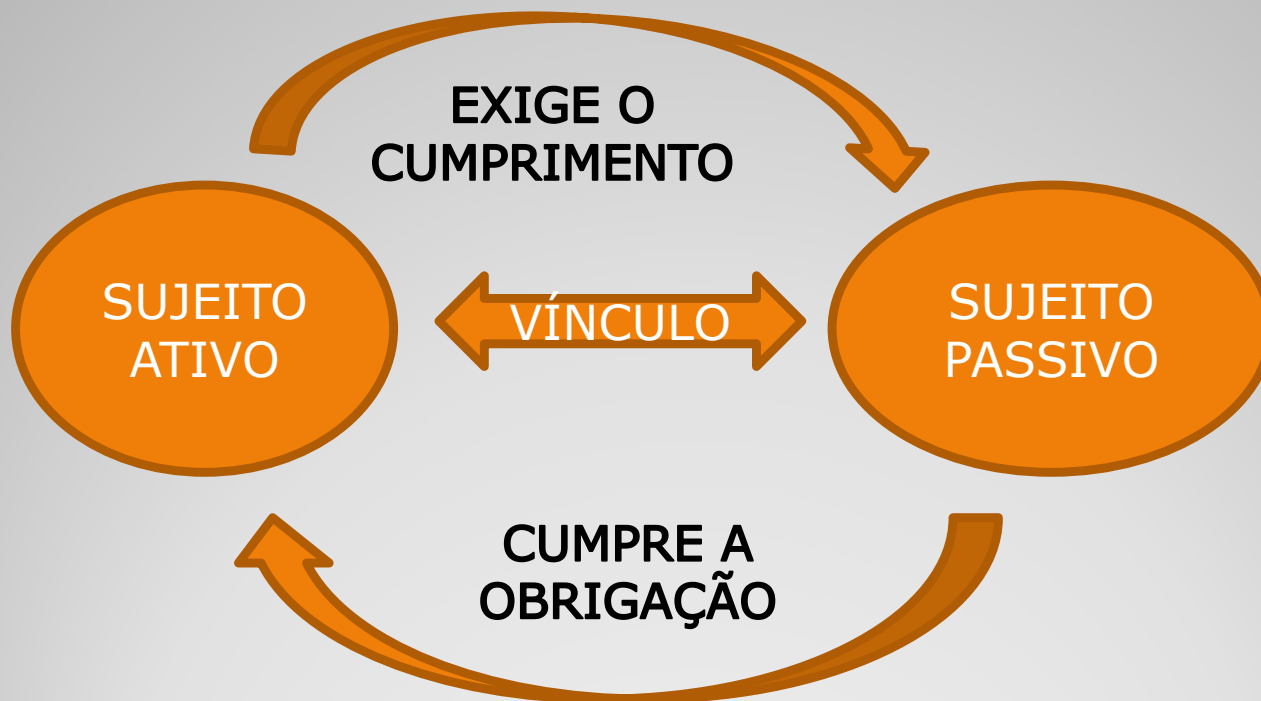 EXIGE O
CUMPRIMENTO
SUJEITO
ATIVO
VÍNCULO
SUJEITO
PASSIVO
CUMPRE A
OBRIGAÇÃO